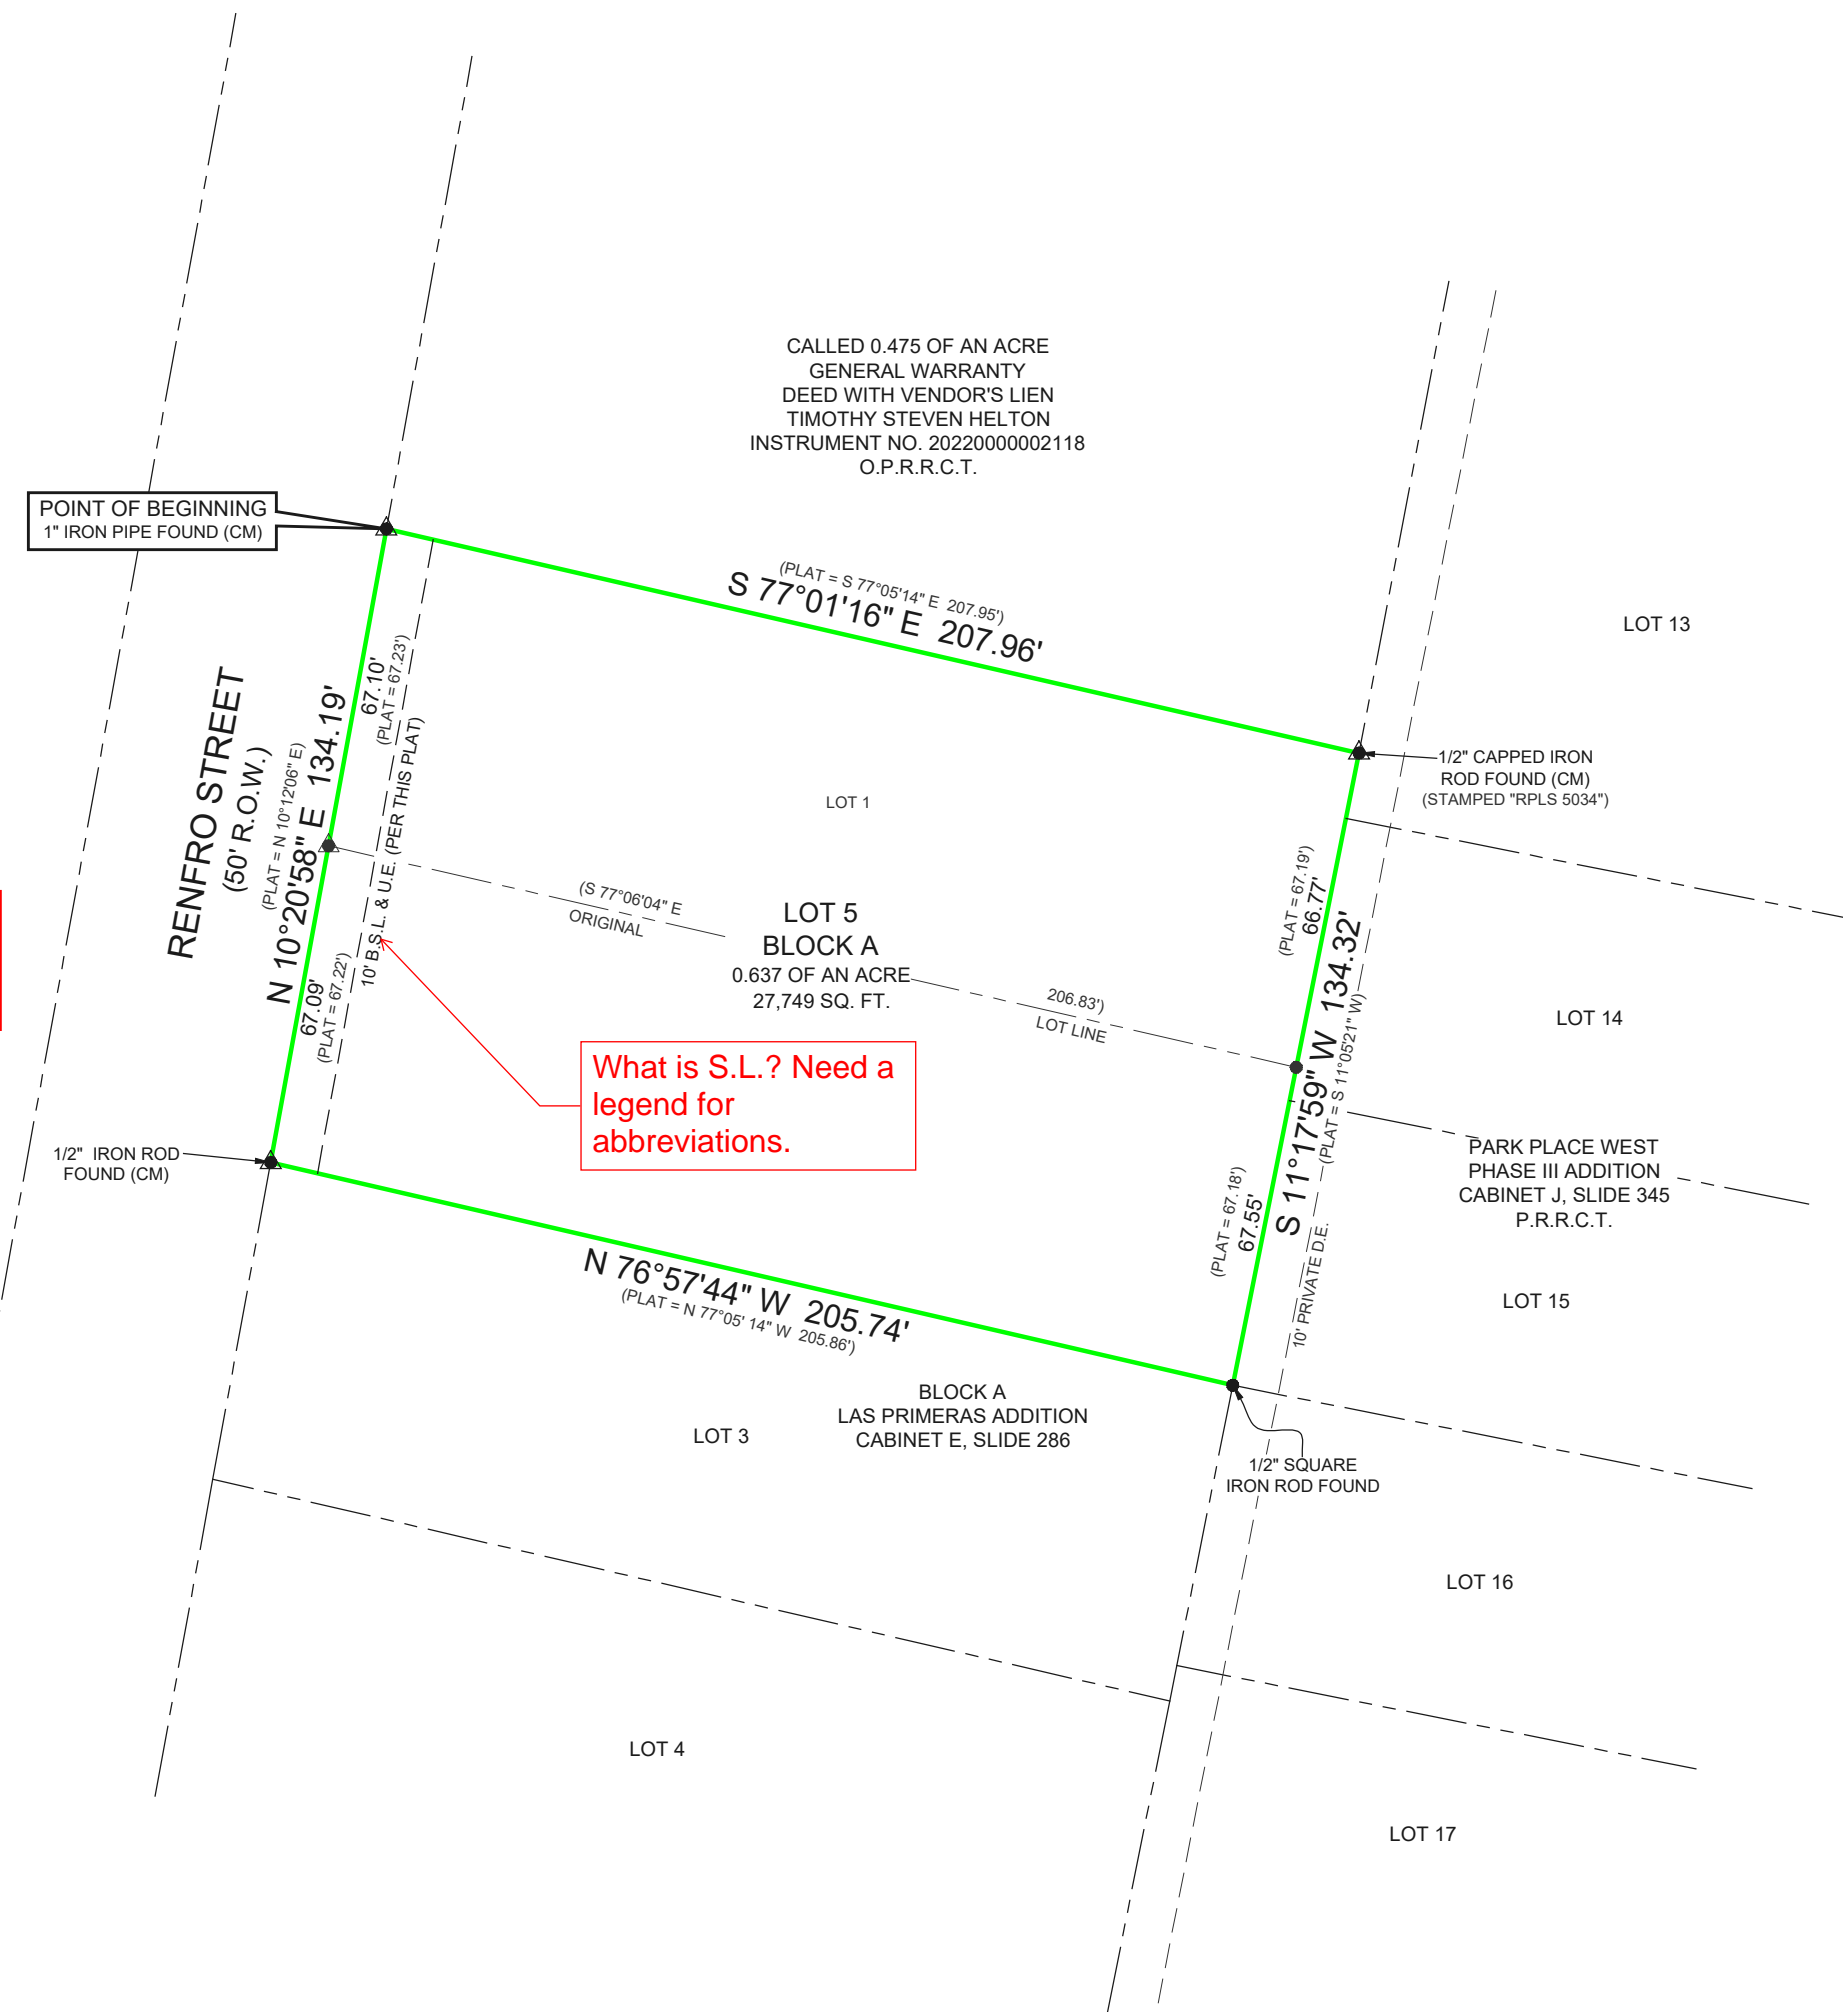 CALLED 0.475 OF AN ACRE
GENERAL WARRANTY
DEED WITH VENDOR'S LIEN
TIMOTHY STEVEN HELTON
INSTRUMENT NO. 20220000002118
O.P.R.R.C.T.
POINT OF BEGINNING
1" IRON PIPE FOUND (CM)
(PLAT = S 77°05'14" E 207.95')
S 77°01'16" E 207.96'
LOT 13
RENFRO STREET
(50' R.O.W.)
(PLAT = N 10°12'06" E)
N 10°20'58" E 134.19'
67.10'
(PLAT = 67.23')
67.09'
(PLAT = 67.22')
10' B.S.L. & U.E. (PER THIS PLAT)
1/2" CAPPED IRON
ROD FOUND (CM)
(STAMPED "RPLS 5034")
LOT 1
(S 77°06'04" E
ORIGINAL
206.83')
LOT LINE
LOT 5
BLOCK A
0.637 OF AN ACRE
27,749 SQ. FT.
(PLAT = 67.19')
66.77'
S 11°17'59" W 134.32'
(PLAT = S 11°05'21" W)
(PLAT = 67.18')
67.55'
10' PRIVATE D.E.
LOT 14
What is S.L.? Need a
legend for
abbreviations.
1/2" IRON ROD
FOUND (CM)
PARK PLACE WEST
PHASE III ADDITION
CABINET J, SLIDE 345
P.R.R.C.T.
LOT 15
N 76°57'44" W 205.74'
(PLAT = N 77°05' 14" W 205.86')
BLOCK A
LAS PRIMERAS ADDITION
CABINET E, SLIDE 286
LOT 3
1/2" SQUARE
IRON ROD FOUND
LOT 16
LOT 4
LOT 17